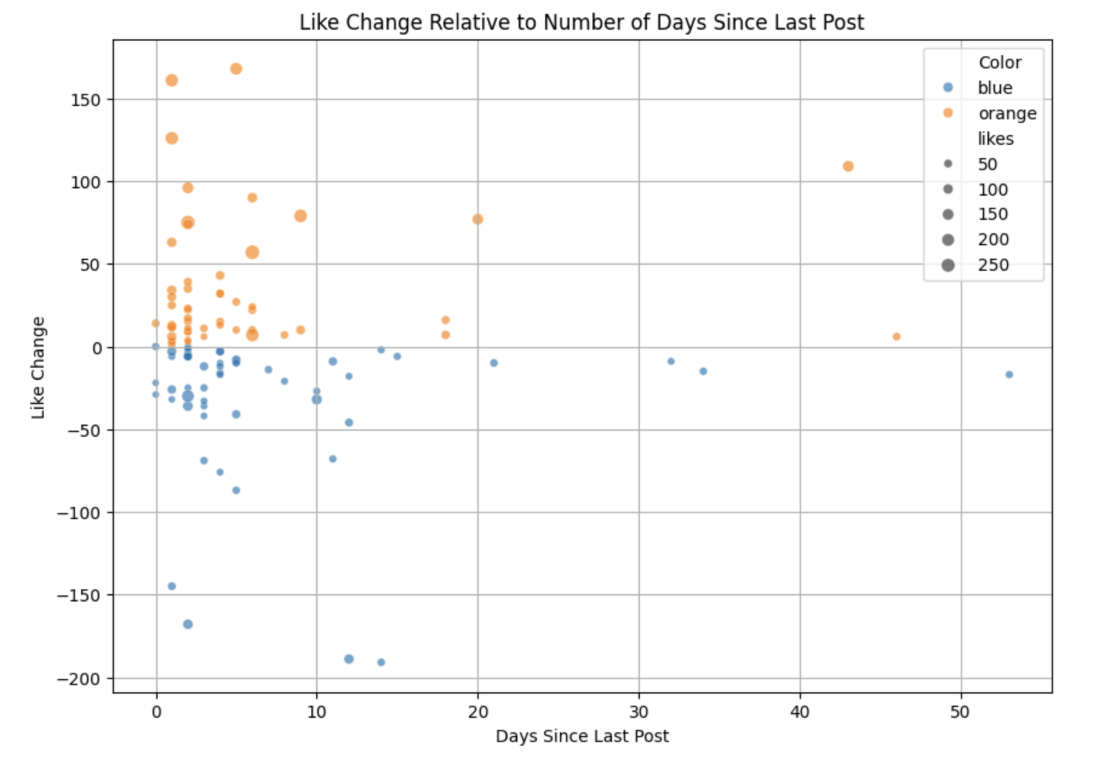 Like Change Relative to Number of Days Since Last Post
Color
blue
orange
likes
50
100
150
200
250
Like Change
150
100
50
0
−50
−100
−150
−200
0 10 20 30 40 50
Days Since Last Post